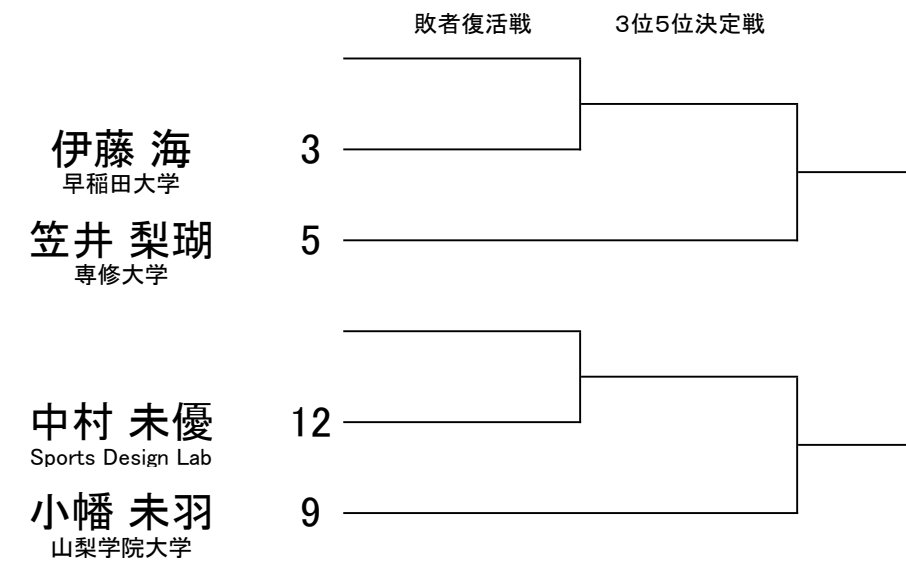 敗者復活戦 3位5位決定戦
伊藤 海 3
早稲田大学
笠井 梨瑚 5
専修大学
中村 未優 12
Sports Design Lab
小幡 未羽 9
山梨学院大学